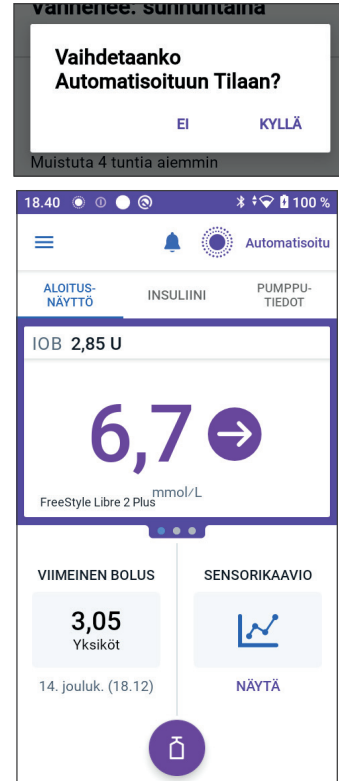 Vanhenee: sunnuntaina
Vaihdetaanko
Automatisoituun Tilaan?
EI KYLLÄ
Muistuta 4 tuntia aiemmin
18.40 100 %
Automatisoitu
ALOITUS-
NÄYTTÖ
INSULIINI
PUMPPU-
TIEDOT
IOB 2,85 U
6,7
mmol/L
FreeStyle Libre 2 Plus
VIIMEINEN BOLUS
3,05
Yksiköt
14. jouluk. (18.12)
SENSORIKAAVIO
NÄYTÄ